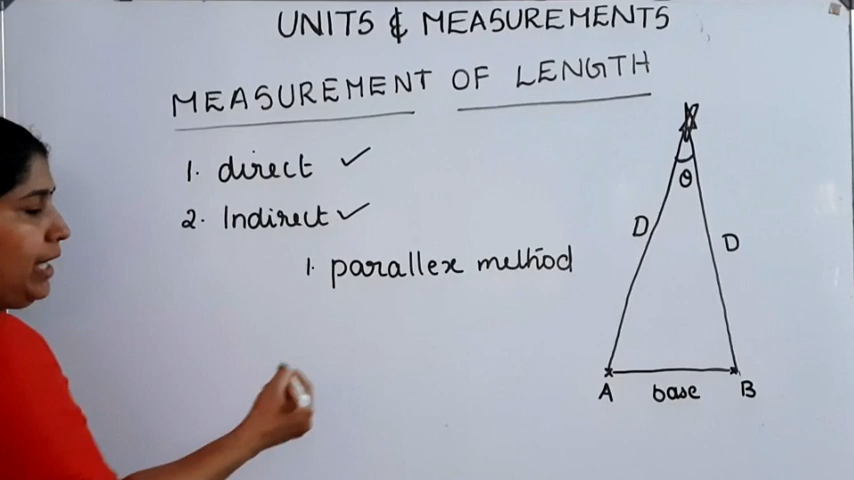 UNITS & MEASUREMENTS
MEASUREMENT OF LENGTH
1. direct ✓
2. Indirect ✓
1. parallex method
θ
D
D
A base B